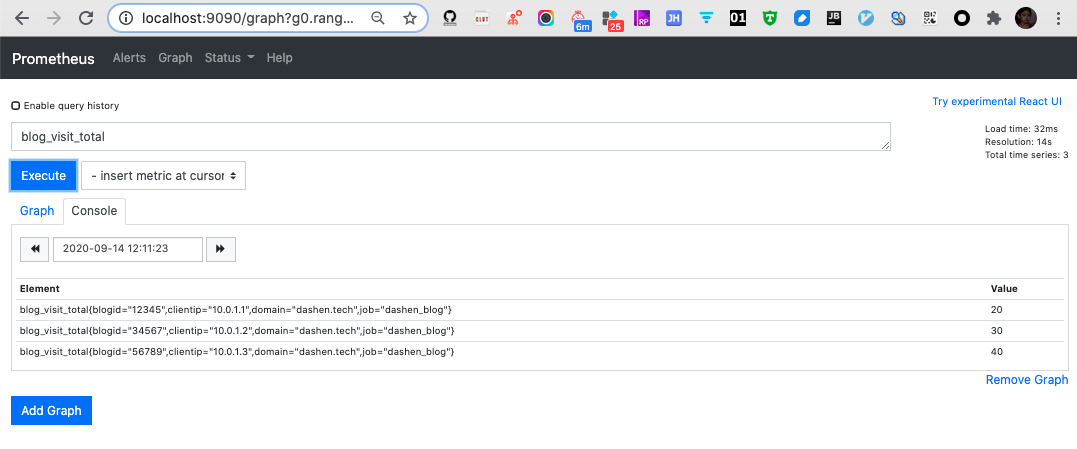 localhost:9090/graph?g0.rang...
CLUT
6m
25
RP
JH
01
JB
Prometheus Alerts Graph Status Help
Enable query history
Try experimental React UI
blog_visit_total
Load time: 32ms
Resolution: 14s
Total time series: 3
Execute - insert metric at cursor
Graph Console
2020-09-14 12:11:23
Element Value
blog_visit_total{blogid="12345",clientip="10.0.1.1",domain="dashen.tech",job="dashen_blog"} 20
blog_visit_total{blogid="34567",clientip="10.0.1.2",domain="dashen.tech",job="dashen_blog"} 30
blog_visit_total{blogid="56789",clientip="10.0.1.3",domain="dashen.tech",job="dashen_blog"} 40
Remove Graph
Add Graph